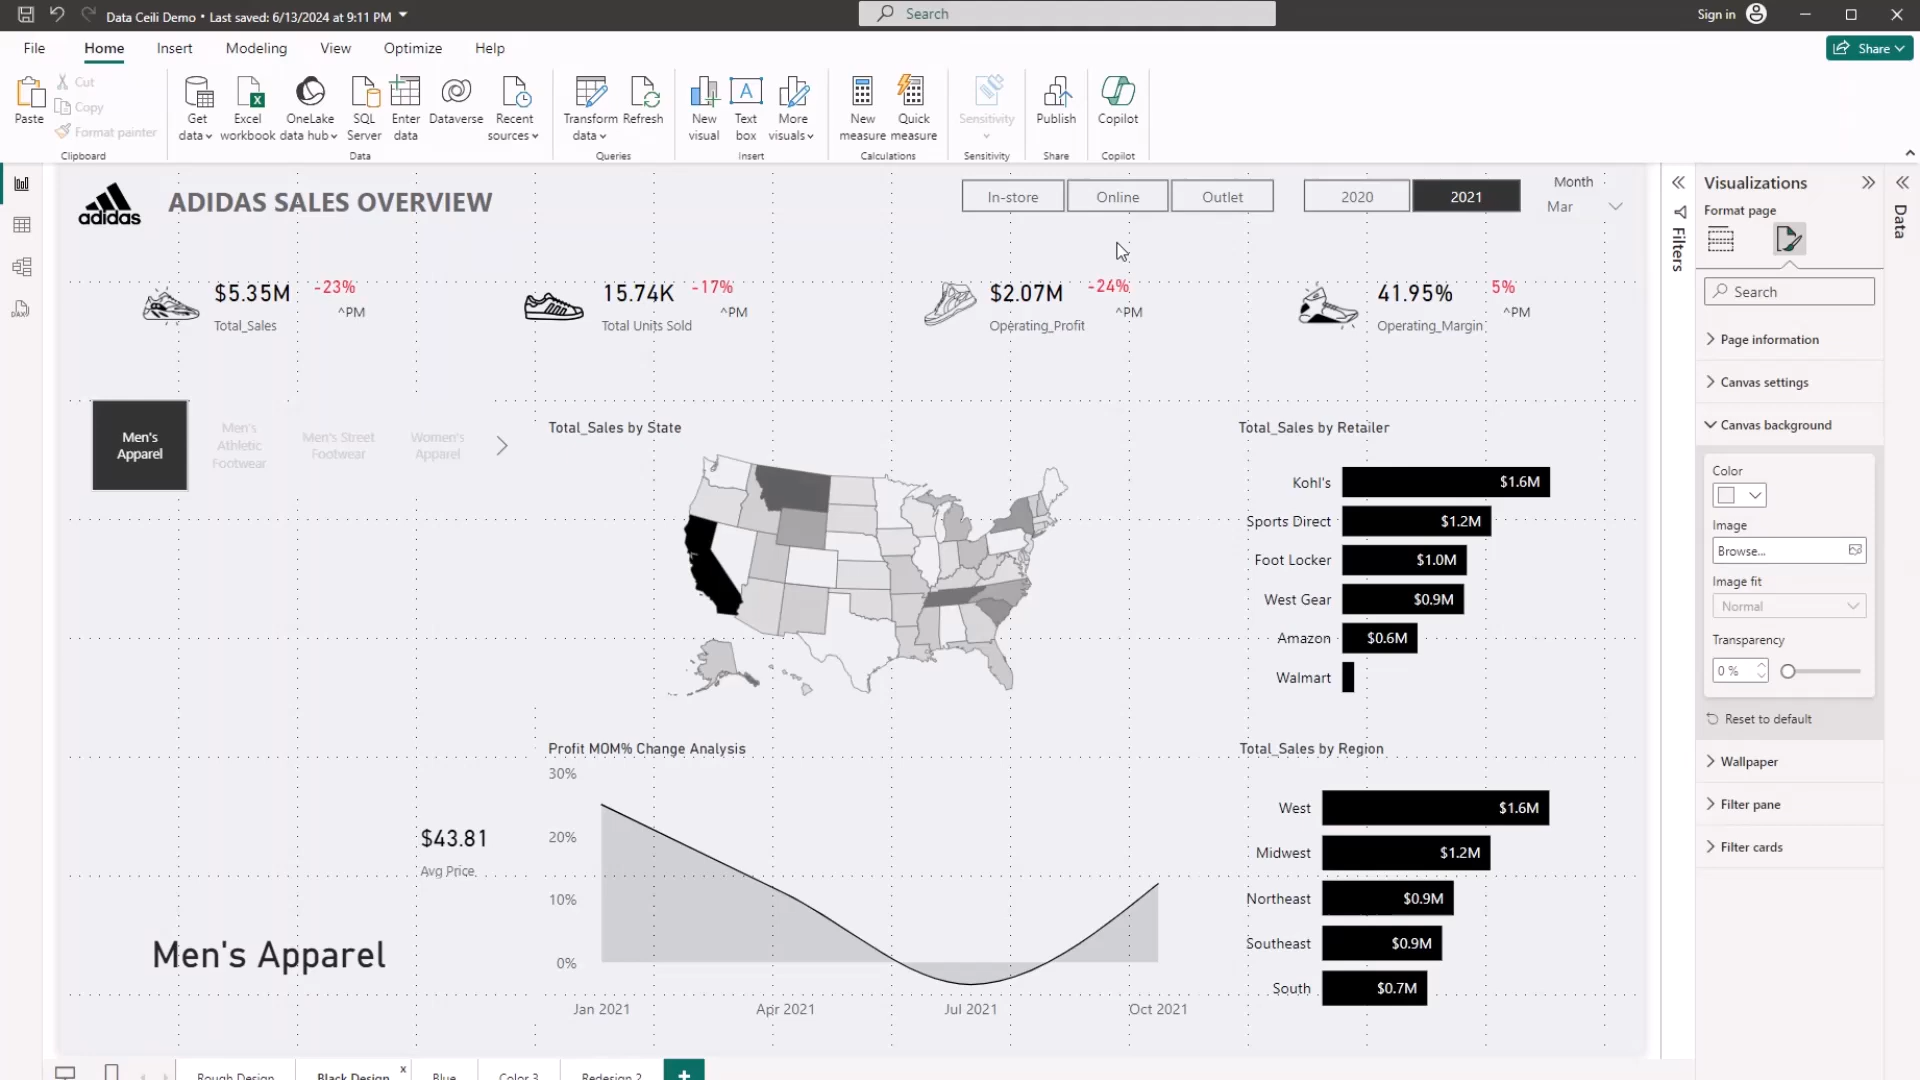 Data Ceili Demo • Last saved: 6/13/2024 at 9:11 PM
Search
Sign in
File
Home
Insert
Modeling
View
Optimize
Help
Share
Paste
Cut
Copy
Format painter
Clipboard
Get data
Excel workbook
OneLake data hub
SQL Server
Enter data
Dataverse
Recent sources
Data
Transform data
Refresh
Queries
New visual
Text box
More visuals
Insert
New measure
Quick measure
Calculations
Sensitivity
Sensitivity
Publish
Share
Copilot
Copilot
adidas
ADIDAS SALES OVERVIEW
In-store
Online
Outlet
2020
2021
Month
Mar
$5.35M
-23%
^PM
Total_Sales
15.74K
-17%
^PM
Total Units Sold
$2.07M
-24%
^PM
Operating_Profit
41.95%
5%
^PM
Operating_Margin
Men's
Apparel
Men's
Athletic
Footwear
Men's Street
Footwear
Women's
Apparel
Total_Sales by State
Total_Sales by Retailer
Kohl's $1.6M
Sports Direct $1.2M
Foot Locker $1.0M
West Gear $0.9M
Amazon $0.6M
Walmart
$43.81
Avg Price
Men's Apparel
Profit MOM% Change Analysis
30%
20%
10%
0%
Jan 2021
Apr 2021
Jul 2021
Oct 2021
Total_Sales by Region
West $1.6M
Midwest $1.2M
Northeast $0.9M
Southeast $0.9M
South $0.7M
Filters
Visualizations
Format page
Search
Page information
Canvas settings
Canvas background
Color
Image
Browse...
Image fit
Normal
Transparency
0 %
Reset to default
Wallpaper
Filter pane
Filter cards
Data
Rough Design
Black Design
x
Blue
Color 3
Redesign 2
+